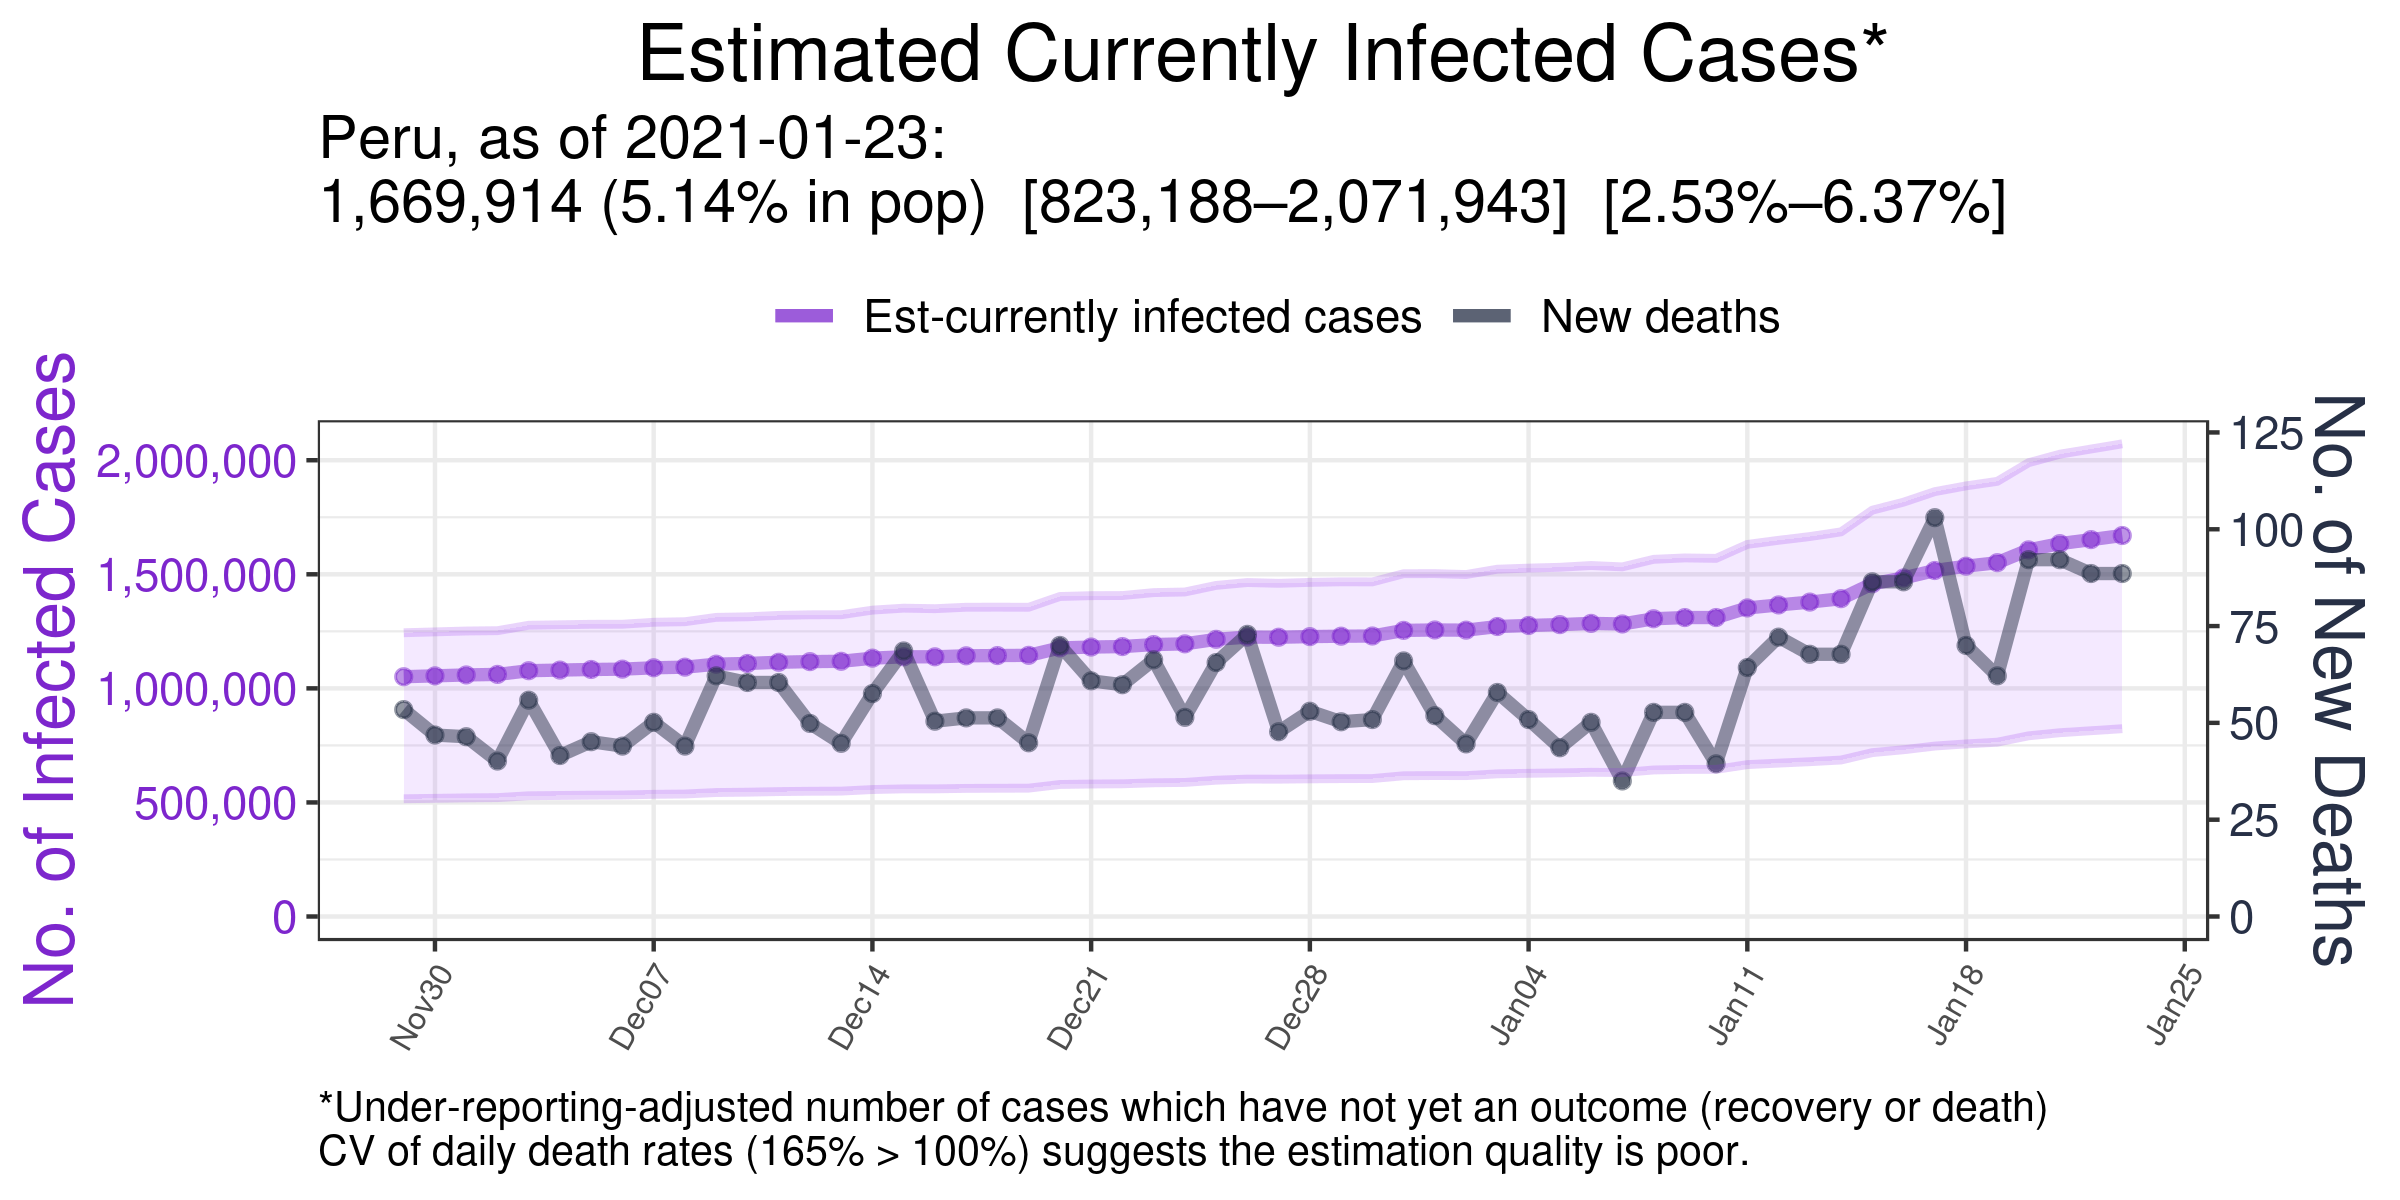 Estimated Currently Infected Cases*
Peru, as of 2021-01-23:
1,669,914 (5.14% in pop) [823,188–2,071,943] [2.53%–6.37%]
Est-currently infected cases
New deaths
No. of Infected Cases
2,000,000
1,500,000
1,000,000
500,000
0
125
100
75
50
25
0
No. of New Deaths
Nov30
Dec07
Dec14
Dec21
Dec28
Jan04
Jan11
Jan18
Jan25
*Under-reporting-adjusted number of cases which have not yet an outcome (recovery or death)
CV of daily death rates (165% > 100%) suggests the estimation quality is poor.